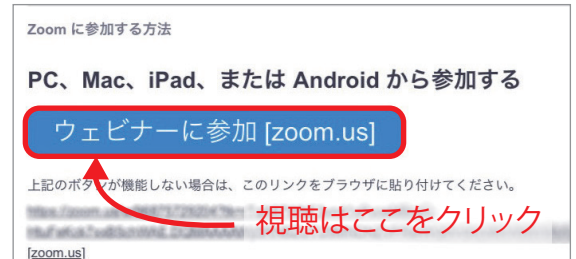 Zoom に参加する方法
PC、Mac、iPad、または Android から参加する
ウェビナーに参加 [zoom.us]
上記のボタンが機能しない場合は、このリンクをブラウザに貼り付けてください。
視聴はここをクリック
[zoom.us]